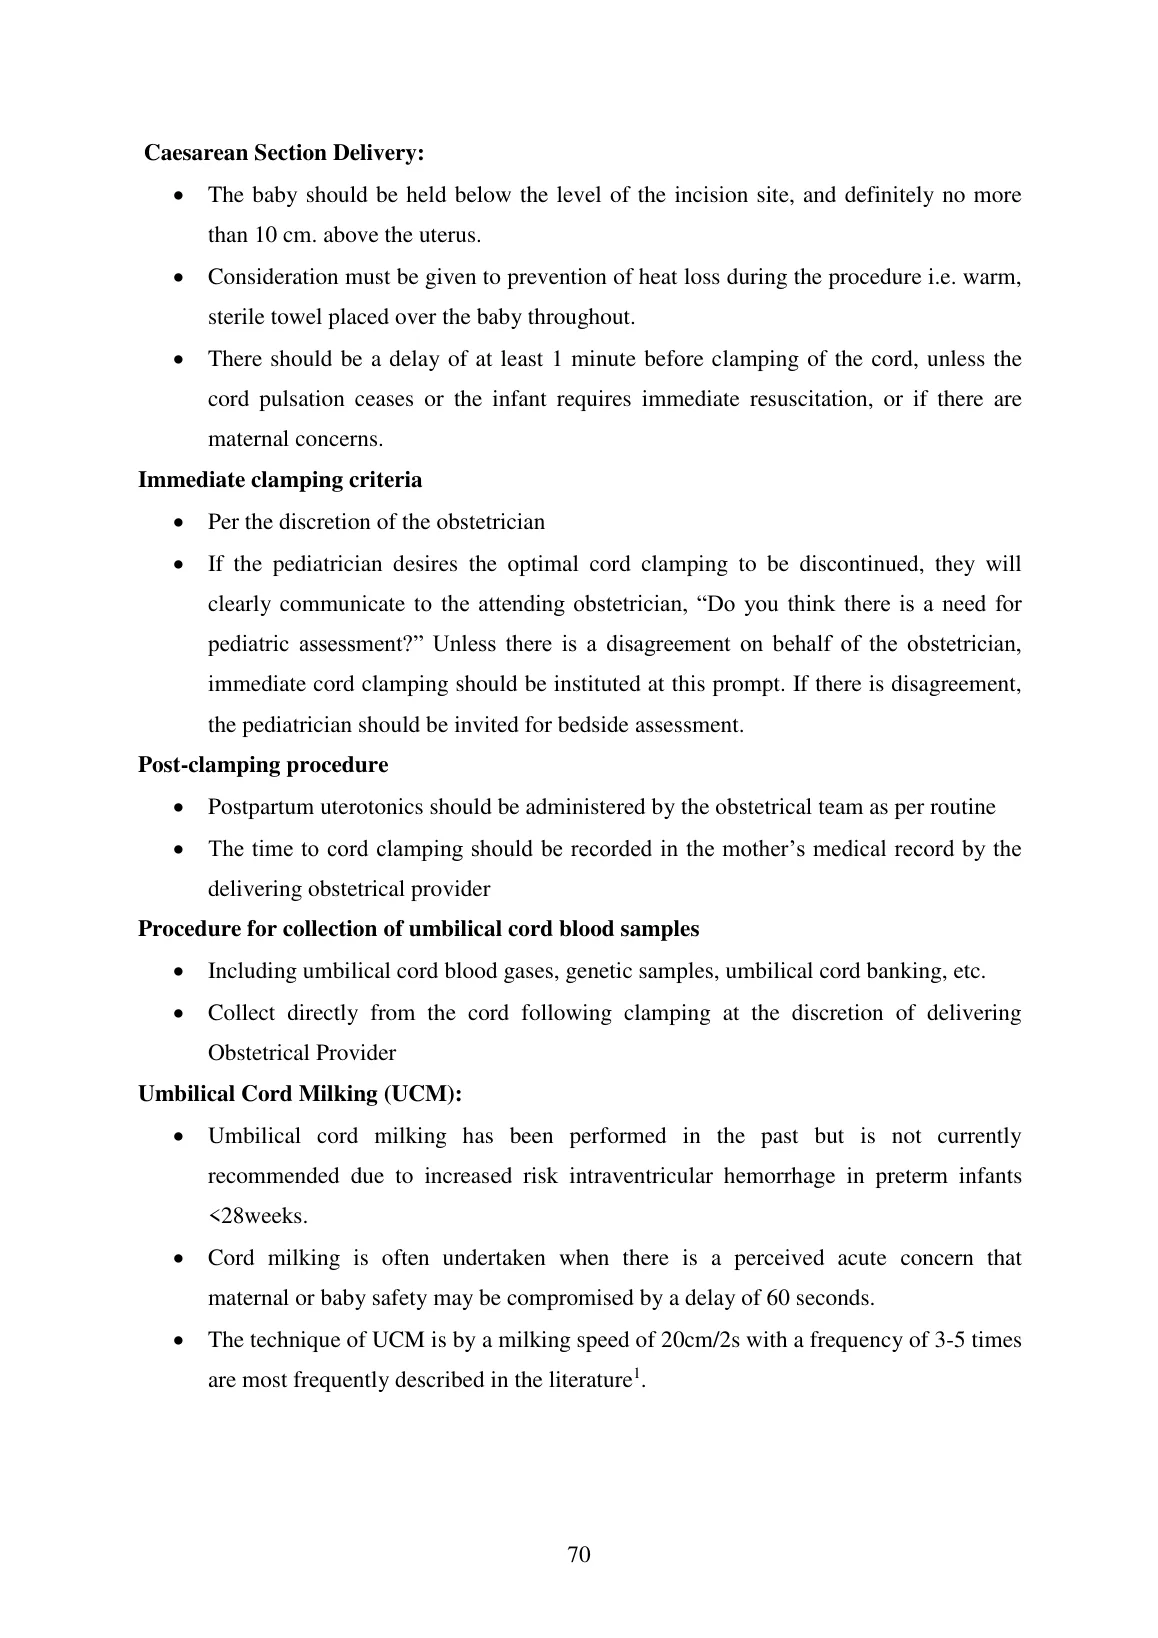 Caesarean Section Delivery:
• The baby should be held below the level of the incision site, and definitely no more
than 10 cm. above the uterus.
• Consideration must be given to prevention of heat loss during the procedure i.e. warm,
sterile towel placed over the baby throughout.
• There should be a delay of at least 1 minute before clamping of the cord, unless the
cord pulsation ceases or the infant requires immediate resuscitation, or if there are
maternal concerns.
Immediate clamping criteria
• Per the discretion of the obstetrician
• If the pediatrician desires the optimal cord clamping to be discontinued, they will
clearly communicate to the attending obstetrician, “Do you think there is a need for
pediatric assessment?” Unless there is a disagreement on behalf of the obstetrician,
immediate cord clamping should be instituted at this prompt. If there is disagreement,
the pediatrician should be invited for bedside assessment.
Post-clamping procedure
• Postpartum uterotonics should be administered by the obstetrical team as per routine
• The time to cord clamping should be recorded in the mother’s medical record by the
delivering obstetrical provider
Procedure for collection of umbilical cord blood samples
• Including umbilical cord blood gases, genetic samples, umbilical cord banking, etc.
• Collect directly from the cord following clamping at the discretion of delivering
Obstetrical Provider
Umbilical Cord Milking (UCM):
• Umbilical cord milking has been performed in the past but is not currently
recommended due to increased risk intraventricular hemorrhage in preterm infants
<28weeks.
• Cord milking is often undertaken when there is a perceived acute concern that
maternal or baby safety may be compromised by a delay of 60 seconds.
• The technique of UCM is by a milking speed of 20cm/2s with a frequency of 3-5 times
are most frequently described in the literature¹.
70